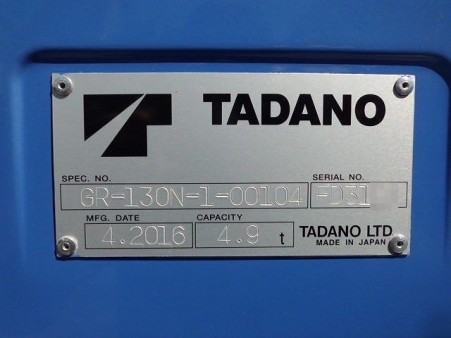 TADANO
SPEC. NO. SERIAL NO.
GR-130N-1-00104 FD31
MFG. DATE CAPACITY
4.2016 4.9 t
TADANO LTD
MADE IN JAPAN